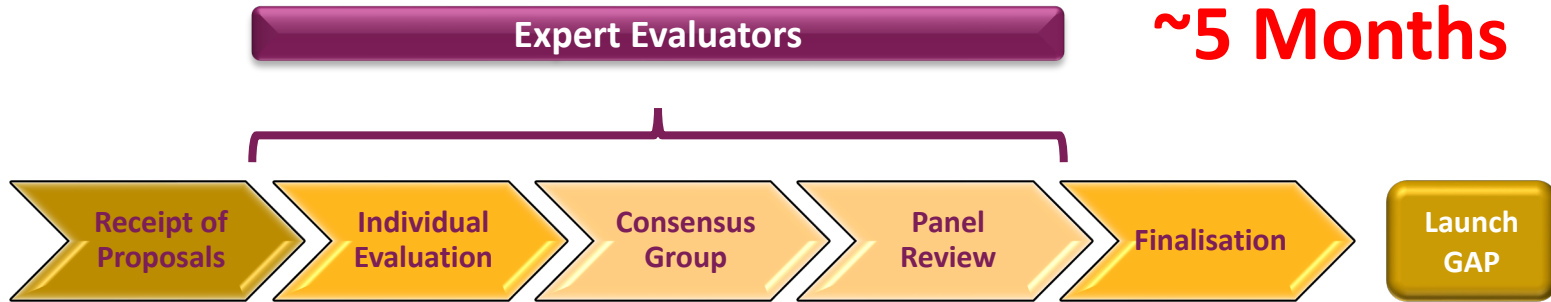 Expert Evaluators
~5 Months
Receipt of
Proposals
Individual
Evaluation
Consensus
Group
Panel
Review
Finalisation
Launch
GAP